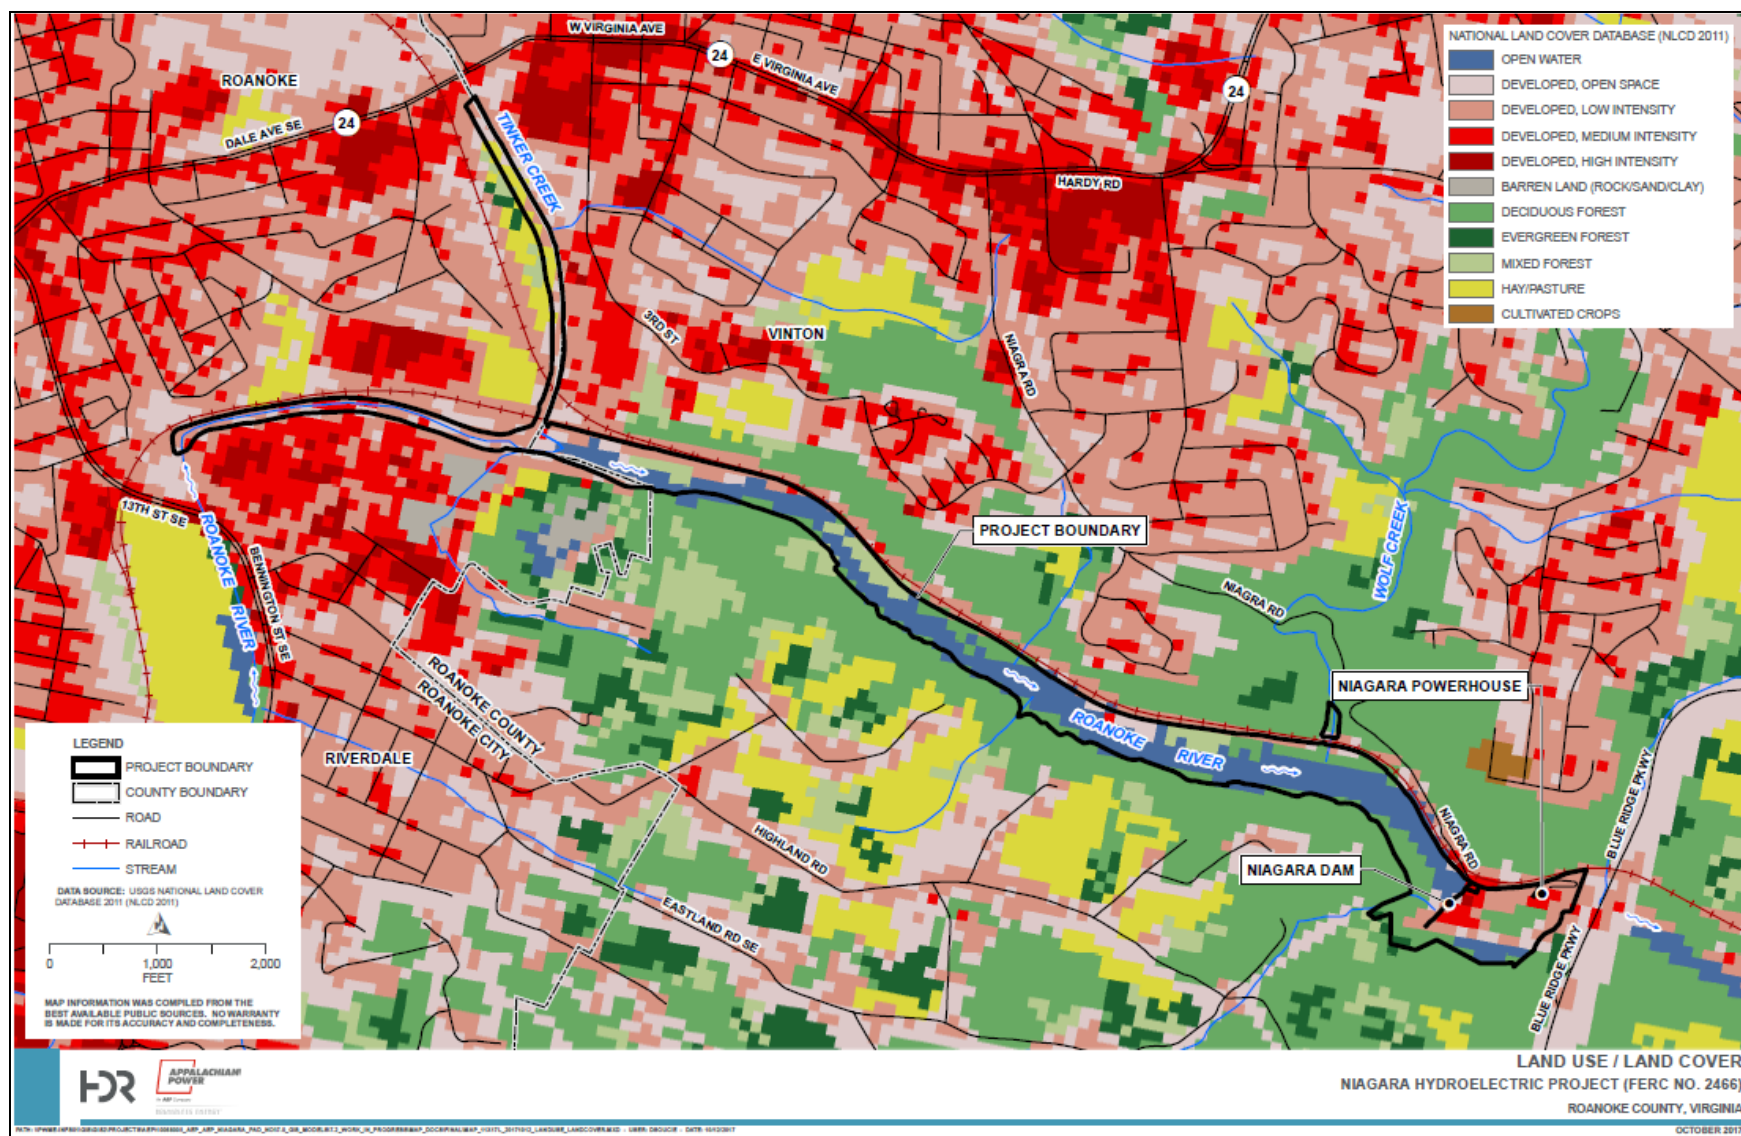 W VIRGINIA AVE
24
E VIRGINIA AVE
24
ROANOKE
DALE AVE SE
24
TINKER CREEK
HARDY RD
NATIONAL LAND COVER DATABASE (NLCD 2011)
OPEN WATER
DEVELOPED, OPEN SPACE
DEVELOPED, LOW INTENSITY
DEVELOPED, MEDIUM INTENSITY
DEVELOPED, HIGH INTENSITY
BARREN LAND (ROCK/SAND/CLAY)
DECIDUOUS FOREST
EVERGREEN FOREST
MIXED FOREST
HAY/PASTURE
CULTIVATED CROPS
3RD ST
VINTON
NIAGRA RD
13TH ST SE
ROANOKE RIVER
BENNINGTON ST SE
PROJECT BOUNDARY
WOLF CREEK
NIAGRA RD
ROANOKE COUNTY
ROANOKE CITY
NIAGARA POWERHOUSE
ROANOKE RIVER
RIVERDALE
BLUE RIDGE PKWY
NIAGRA RD
HIGHLAND RD
NIAGARA DAM
EASTLAND RD SE
BLUE RIDGE PKWY
LEGEND
PROJECT BOUNDARY
COUNTY BOUNDARY
ROAD
RAILROAD
STREAM
DATA SOURCE: USGS NATIONAL LAND COVER
DATABASE 2011 (NLCD 2011)
0 1,000 2,000
FEET
MAP INFORMATION WAS COMPILED FROM THE
BEST AVAILABLE PUBLIC SOURCES. NO WARRANTY
IS MADE FOR ITS ACCURACY AND COMPLETENESS.
HDR
APPALACHIAN
POWER
LAND USE / LAND COVER
NIAGARA HYDROELECTRIC PROJECT (FERC NO. 2466)
ROANOKE COUNTY, VIRGINIA
OCTOBER 2017